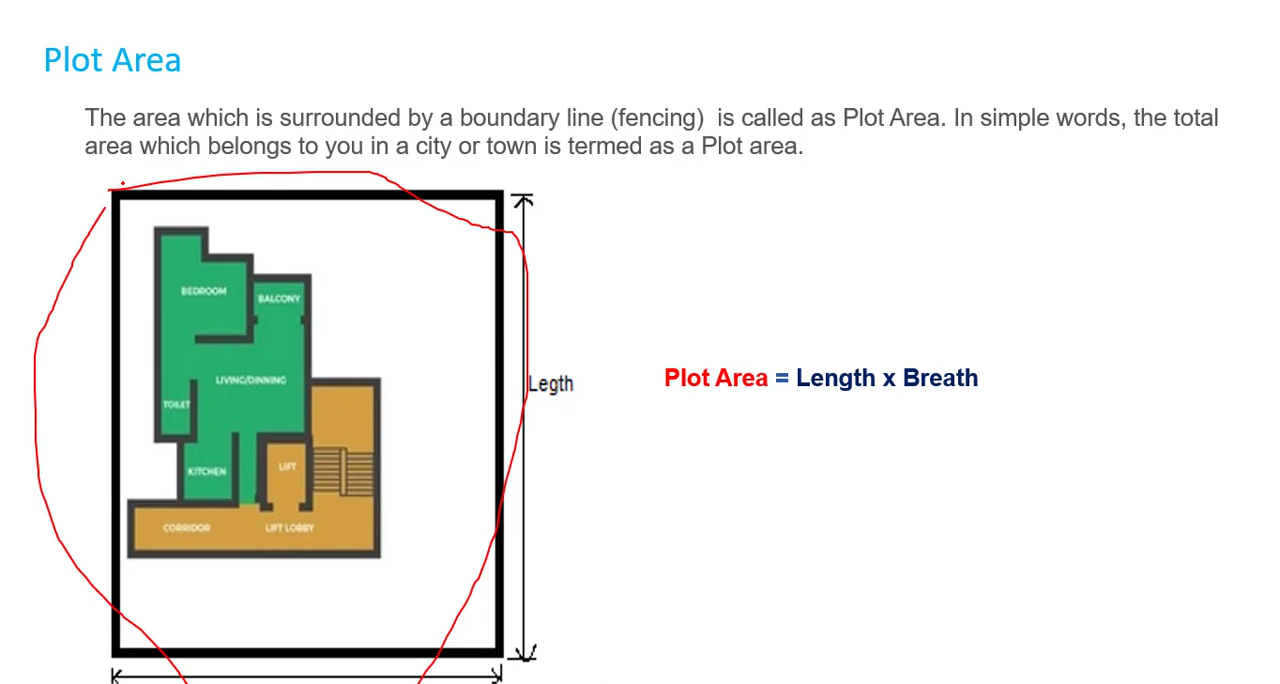 Plot Area
The area which is surrounded by a boundary line (fencing)  is called as Plot Area. In simple words, the total
area which belongs to you in a city or town is termed as a Plot area.
BEDROOM
BALCONY
LIVING/DINNING
Legth
Plot Area = Length x Breath
TOILET
KITCHEN
LIFT
CORRIDOR
LIFT LOBBY